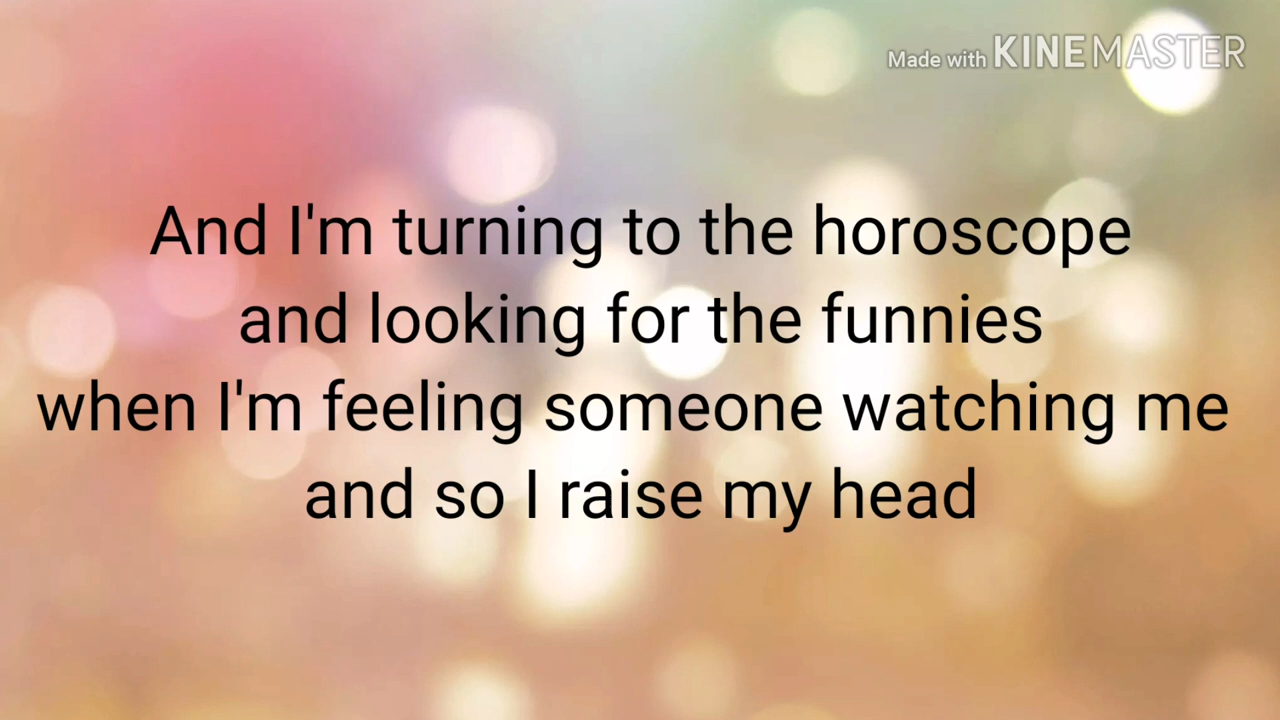 Made with KINEMASTER
And I'm turning to the horoscope
and looking for the funnies
when I'm feeling someone watching me
and so I raise my head